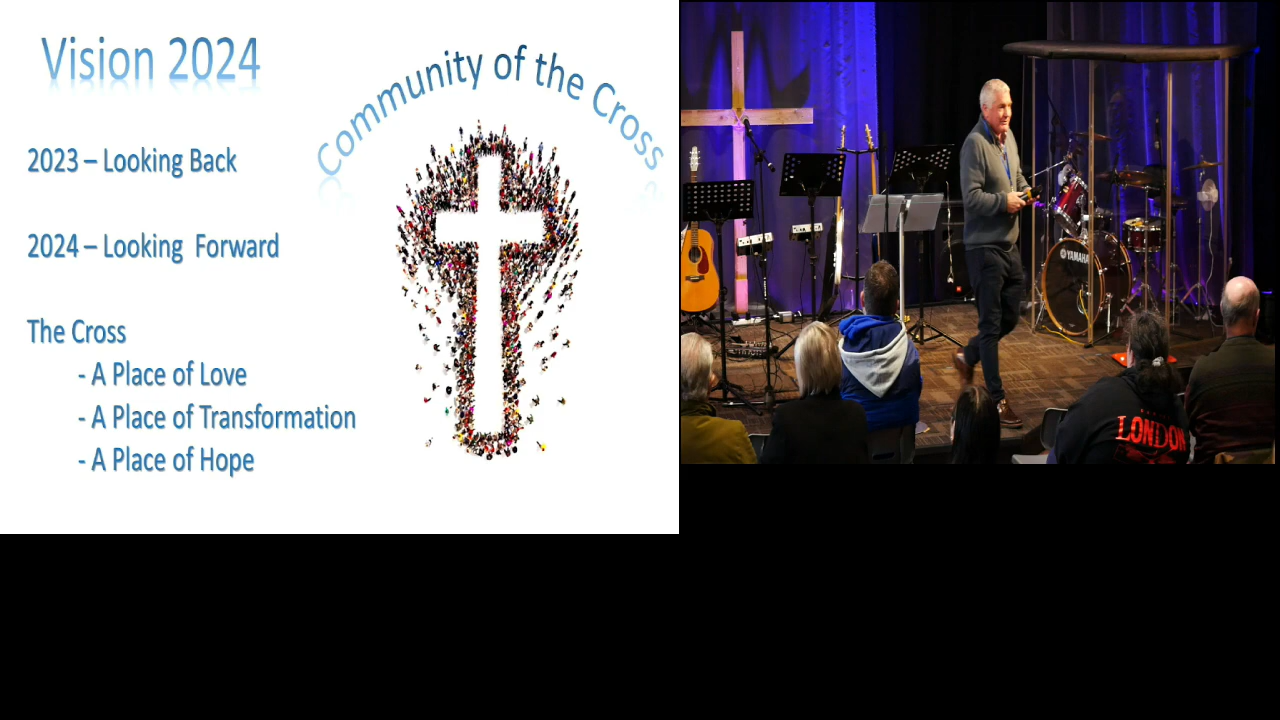 Vision 2024
Community of the Cross
2023 – Looking Back
2024 – Looking Forward
The Cross
- A Place of Love
- A Place of Transformation
- A Place of Hope
YAMAHA
LONDON